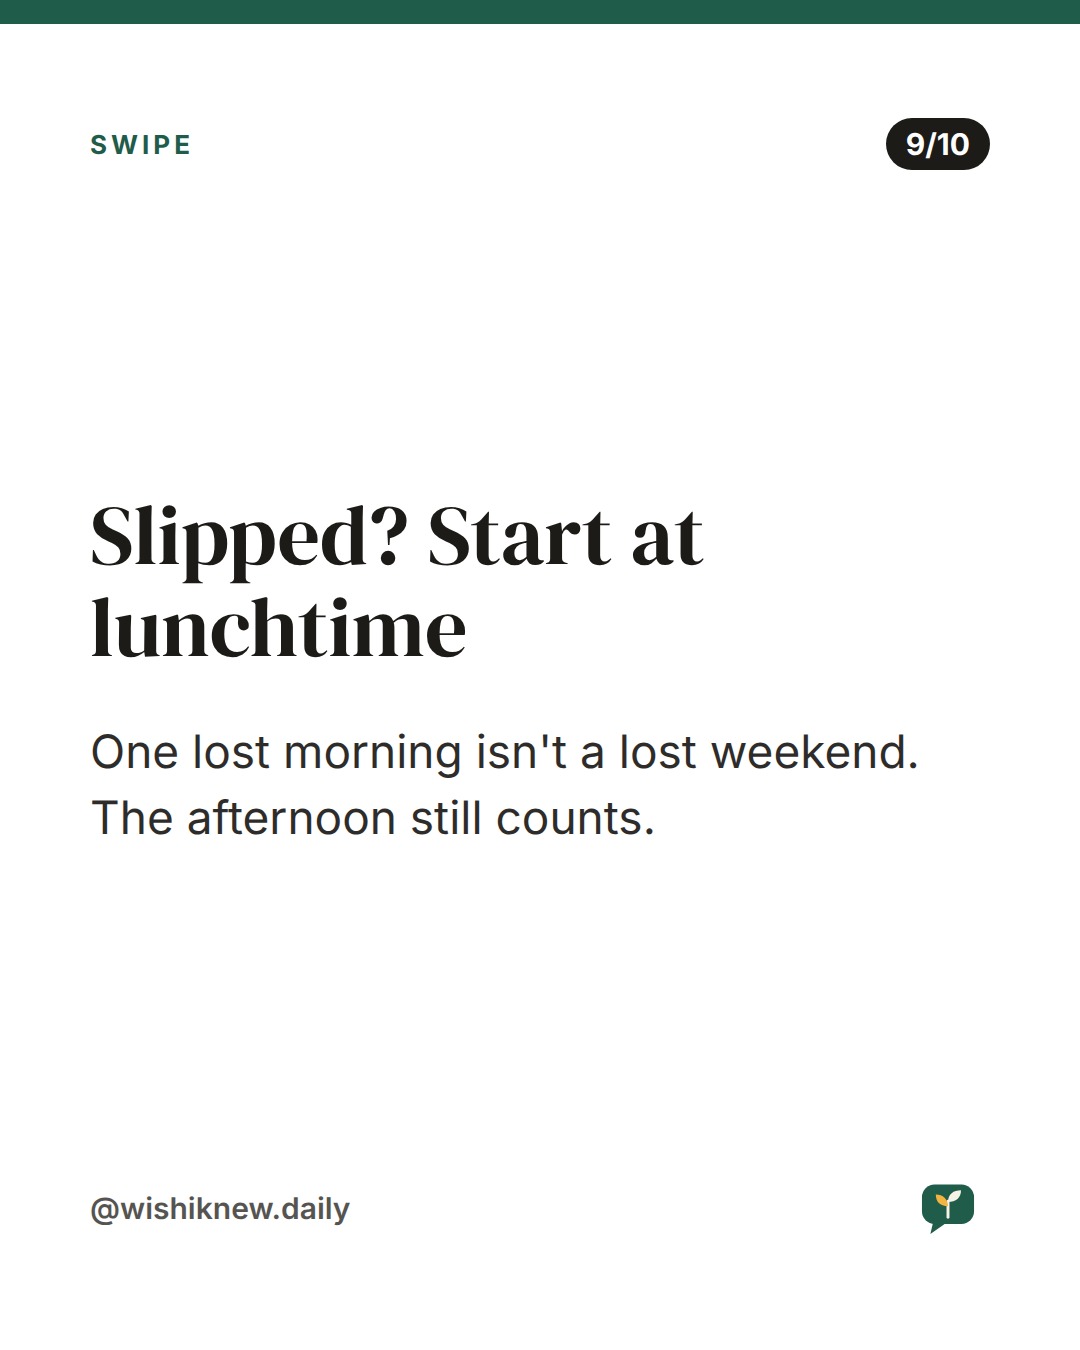 SWIPE
9/10
Slipped? Start at
lunchtime
One lost morning isn't a lost weekend.
The afternoon still counts.
@wishiknew.daily